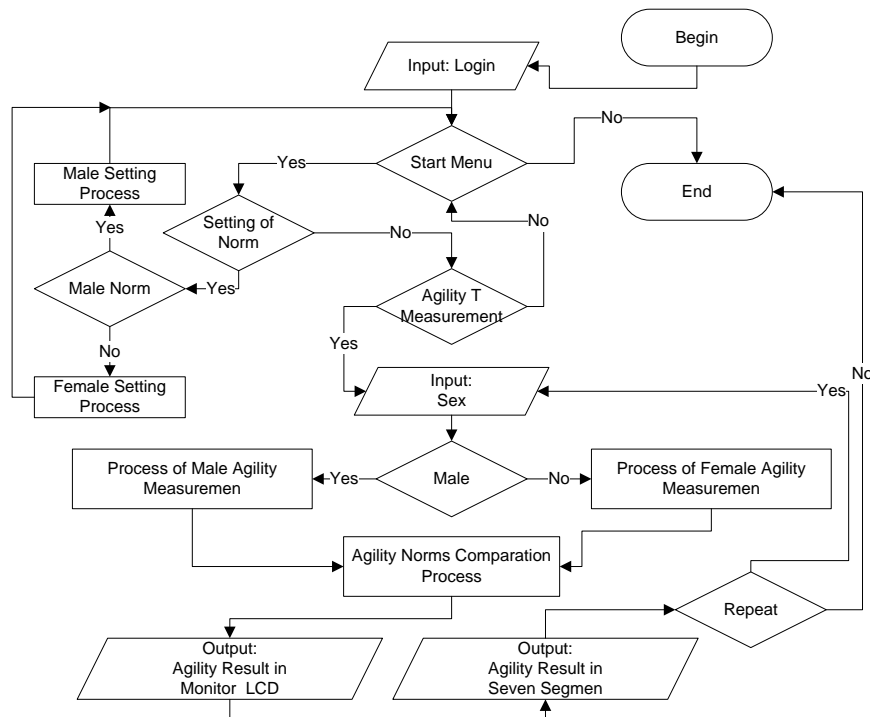 Begin
Input: Login
No
Start Menu
Yes
Male Setting
Process
End
Setting of
Norm
No
No
Yes
Male Norm
Yes
Agility T
Measurement
No
Yes
Female Setting
Process
Input:
Sex
Yes
No
Process of Male Agility
Measuremen
Yes
Male
No
Process of Female Agility
Measuremen
Agility Norms Comparation
Process
Repeat
Output:
Agility Result in
Monitor LCD
Output:
Agility Result in
Seven Segmen